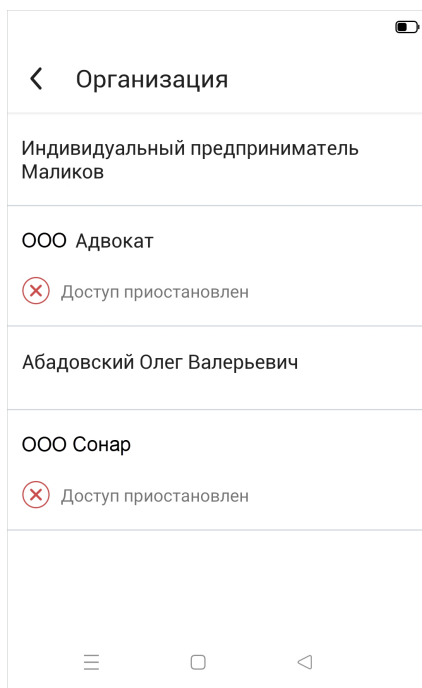 Организация
Индивидуальный предприниматель
Маликов
ООО Адвокат
Доступ приостановлен
Абадовский Олег Валерьевич
ООО Сонар
Доступ приостановлен